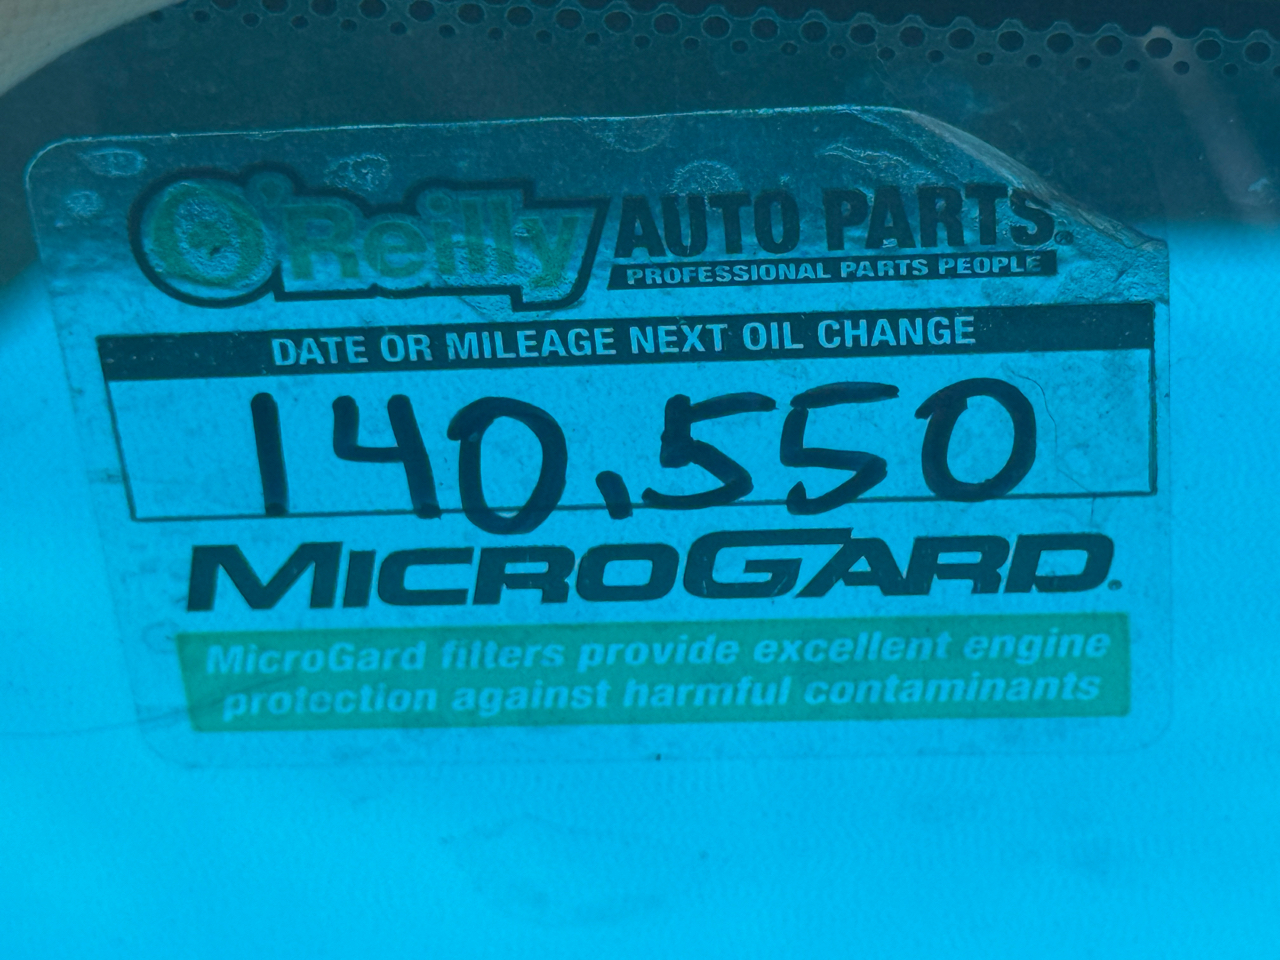 O'Reilly AUTO PARTS.
PROFESSIONAL PARTS PEOPLE
DATE OR MILEAGE NEXT OIL CHANGE
140,550
MICROGARD.
MicroGard filters provide excellent engine
protection against harmful contaminants